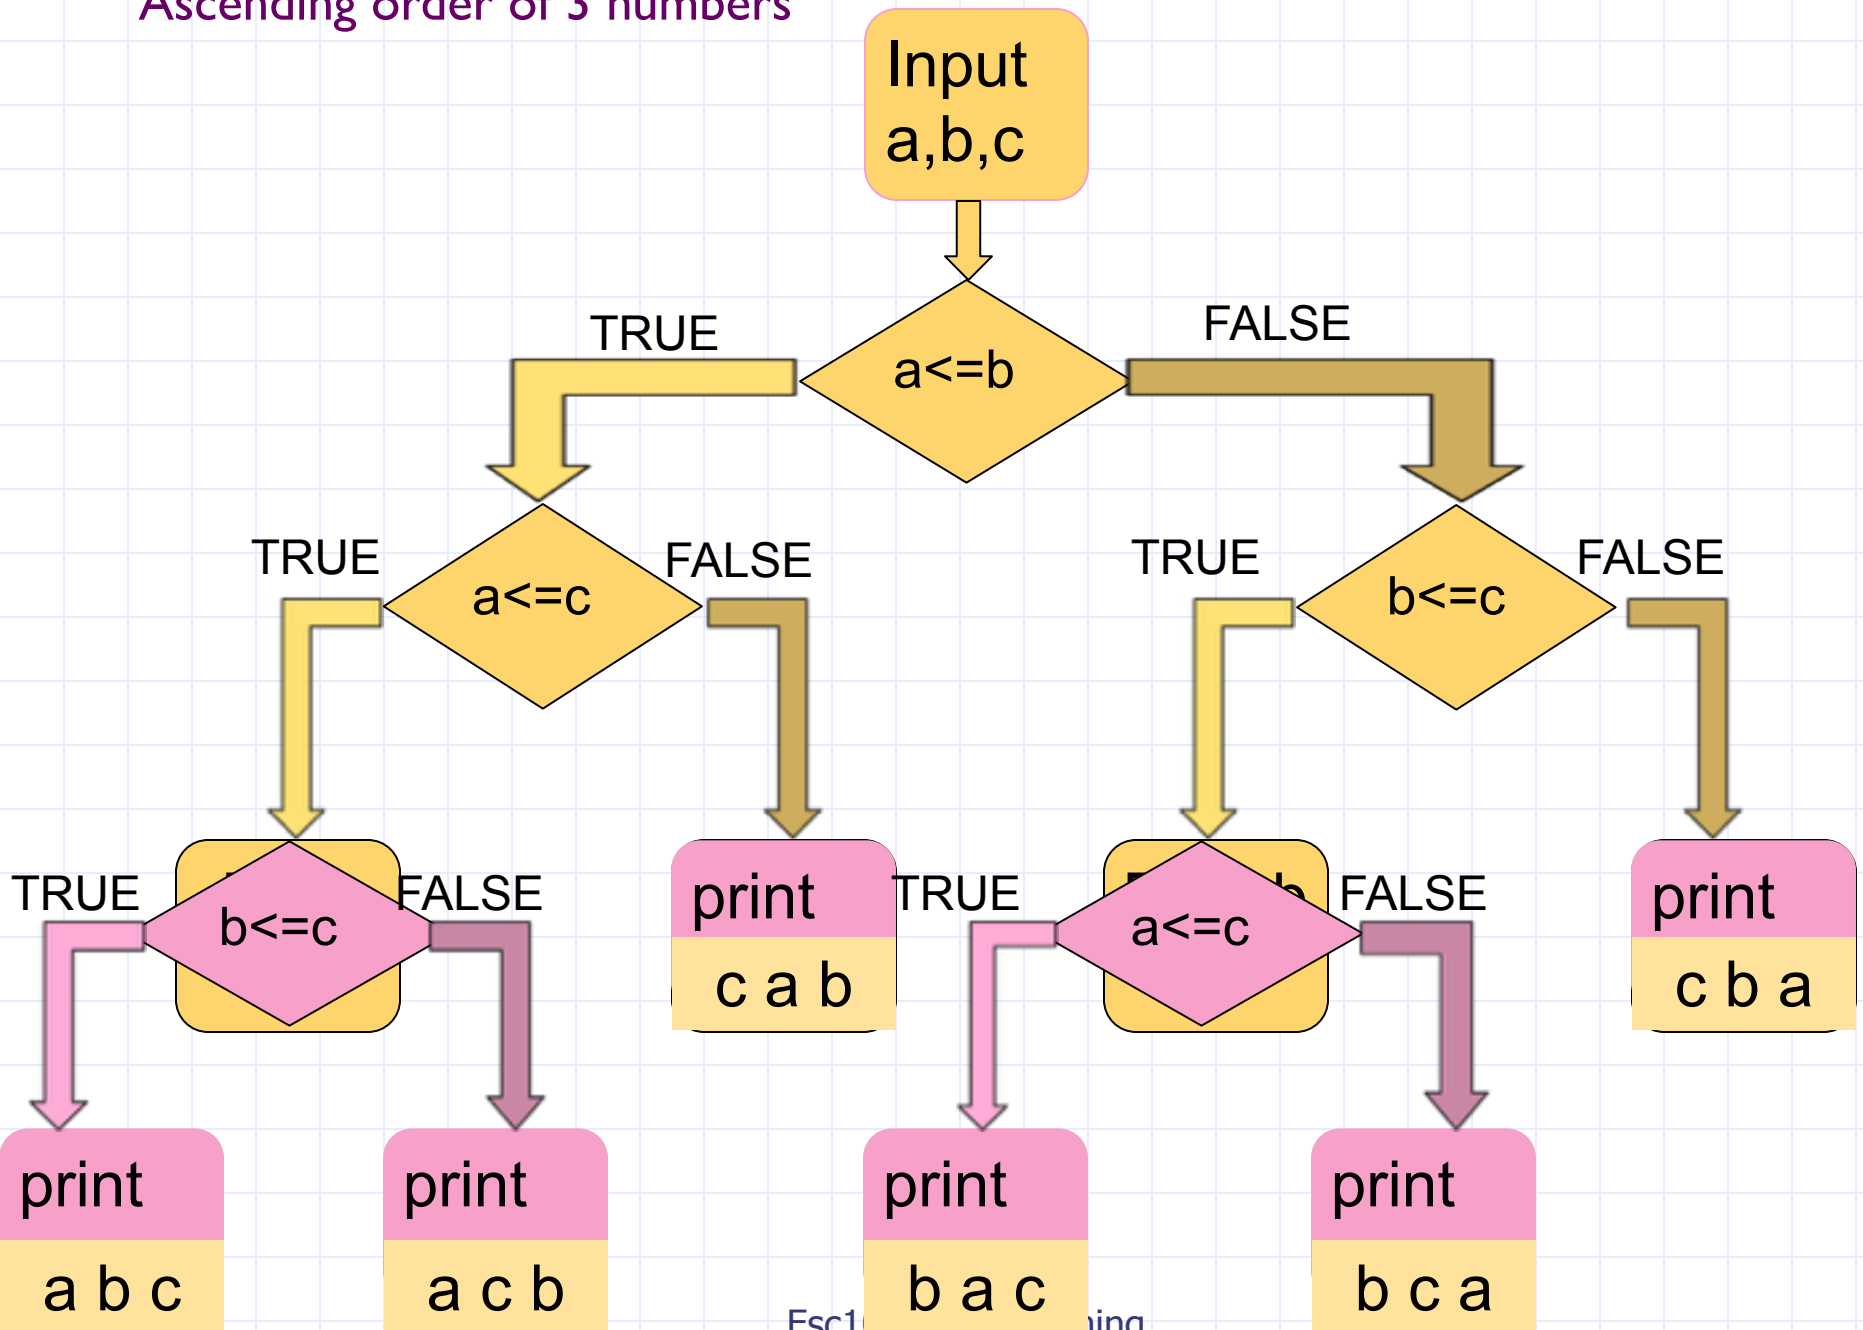 Ascending order of 3 numbers
Input
a,b,c
TRUE
FALSE
a<=b
TRUE
FALSE
TRUE
FALSE
a<=c
b<=c
TRUE
FALSE
print
TRUE
FALSE
print
b<=c
a<=c
c a b
c b a
print
print
print
print
a b c
a c b
b a c
b c a